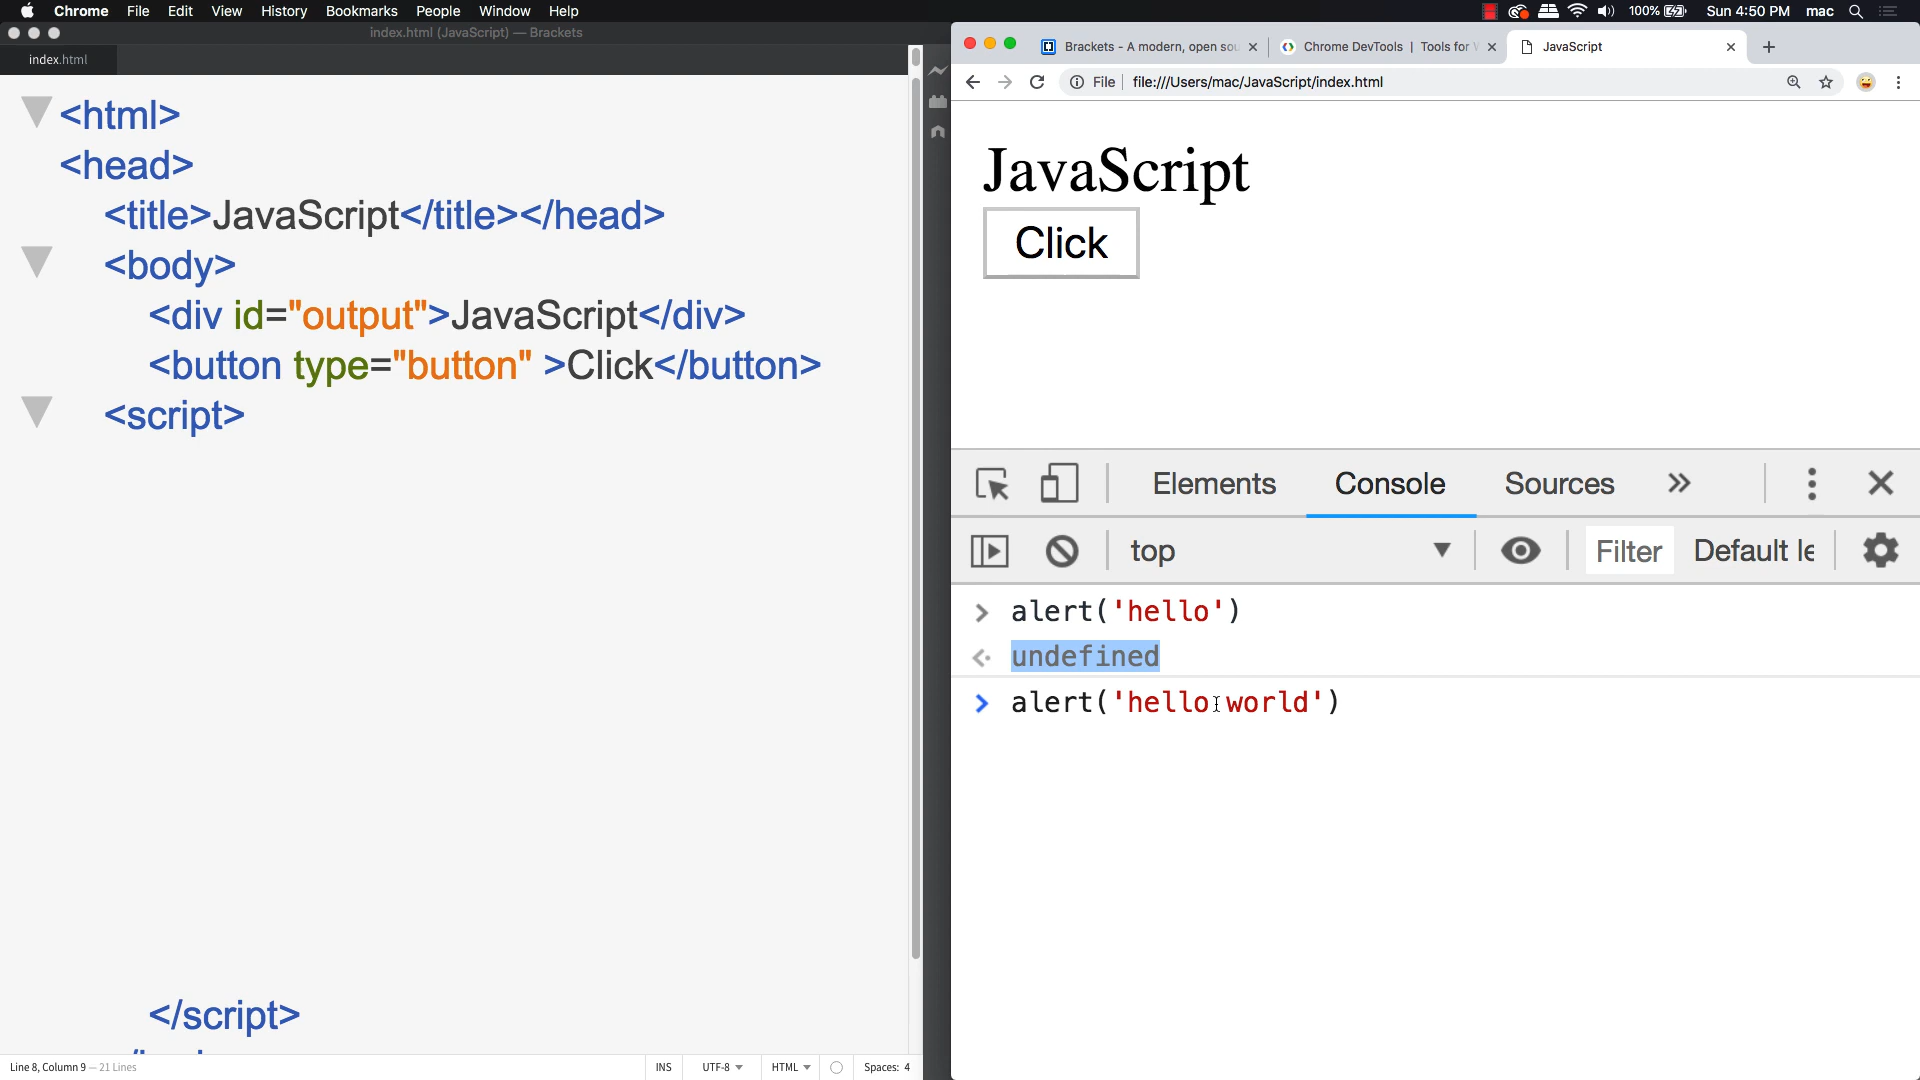 Chrome File Edit View History Bookmarks People Window Help
100% Sun 4:50 PM mac
index.html (JavaScript) — Brackets
index.html
<html>
<head>
<title>JavaScript</title></head>
<body>
<div id="output">JavaScript</div>
<button type="button" >Click</button>
<script>
</script>
Line 8, Column 9 — 21 Lines
INS UTF-8 HTML Spaces: 4
Brackets - A modern, open sou
Chrome DevTools | Tools for
JavaScript
File file:///Users/mac/JavaScript/index.html
JavaScript
Click
Elements Console Sources
top Filter Default le
alert('hello')
undefined
alert('hello world')